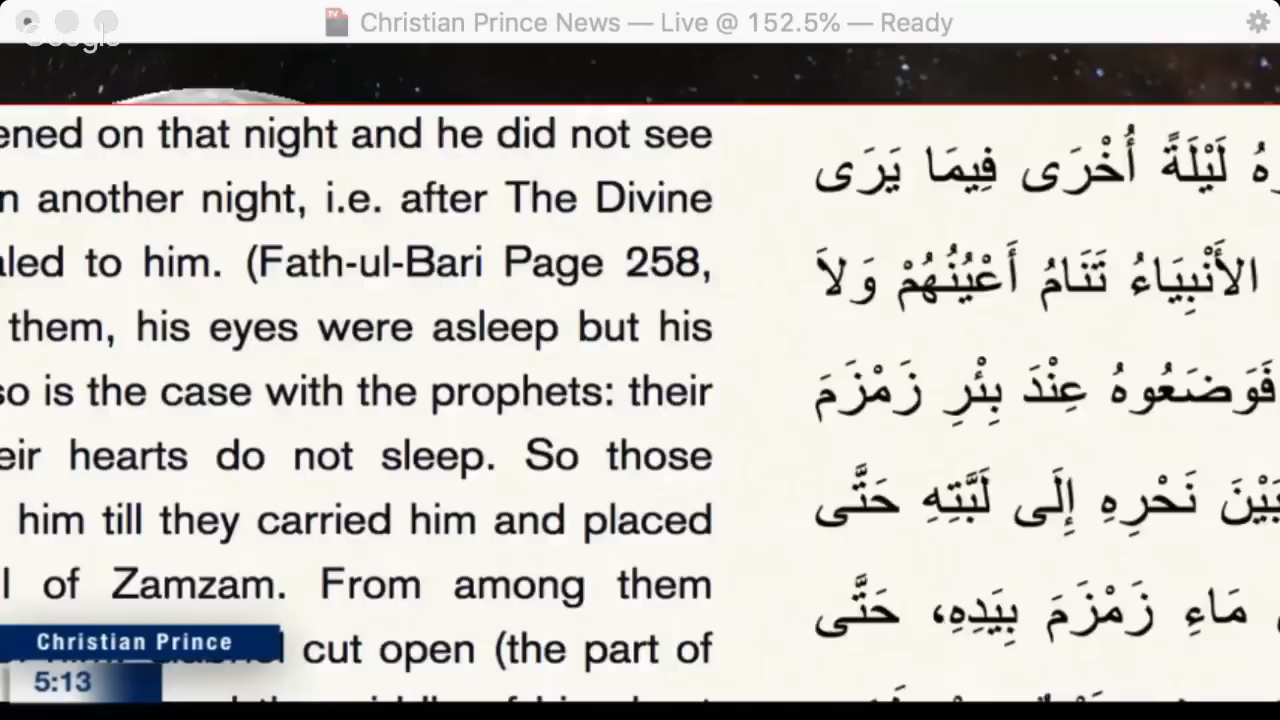 Christian Prince News — Live @ 152.5% — Ready
Google
ened on that night and he did not see
n another night, i.e. after The Divine
aled to him. (Fath-ul-Bari Page 258,
them, his eyes were asleep but his
so is the case with the prophets: their
eir hearts do not sleep. So those
him till they carried him and placed
l of Zamzam. From among them
cut open (the part of
رَهُ لَيْلَةً أُخْرَى فِيمَا يَرَى
الأَنْبِيَاءُ تَنَامُ أَعْيُنُهُمْ وَلاَ
فَوَضَعُوهُ عِنْدَ بِئْرِ زَمْزَمَ
بَيْنَ نَحْرِهِ إِلَى لَبَّتِهِ حَتَّى
مَاءِ زَمْزَمَ بِيَدِهِ، حَتَّى
Christian Prince
5:13